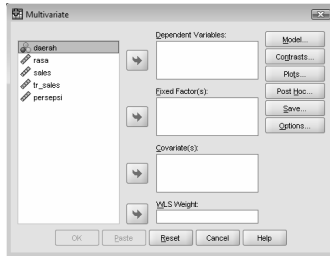 Multivariate
daerah
rasa
sales
tr_sales
persepsi
Dependent Variables:
Fixed Factor(s):
Covariate(s):
WLS Weight:
Model...
Contrasts...
Plots...
Post Hoc...
Save...
Options...
OK
Paste
Reset
Cancel
Help